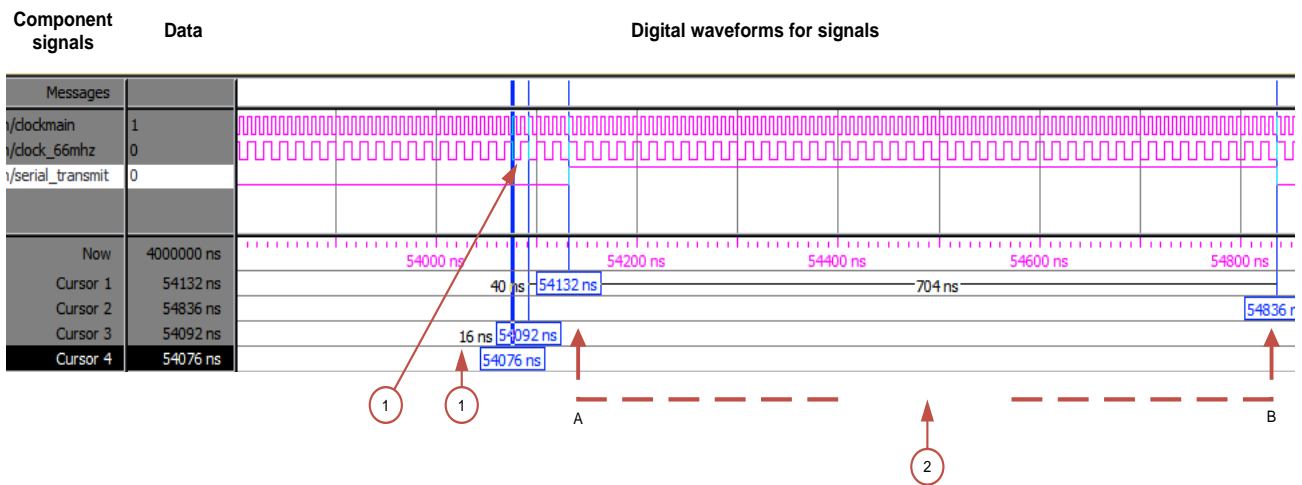 Component signals
Data
Digital waveforms for signals
Messages
/clockmain
1
/clock_66mhz
0
/serial_transmit
0
Now
4000000 ns
54000 ns
54200 ns
54400 ns
54600 ns
54800 ns
Cursor 1
54132 ns
40 ns
54132 ns
704 ns
Cursor 2
54836 ns
54836 n
Cursor 3
54092 ns
16 ns
54092 ns
Cursor 4
54076 ns
54076 ns
1
1
A
B
2